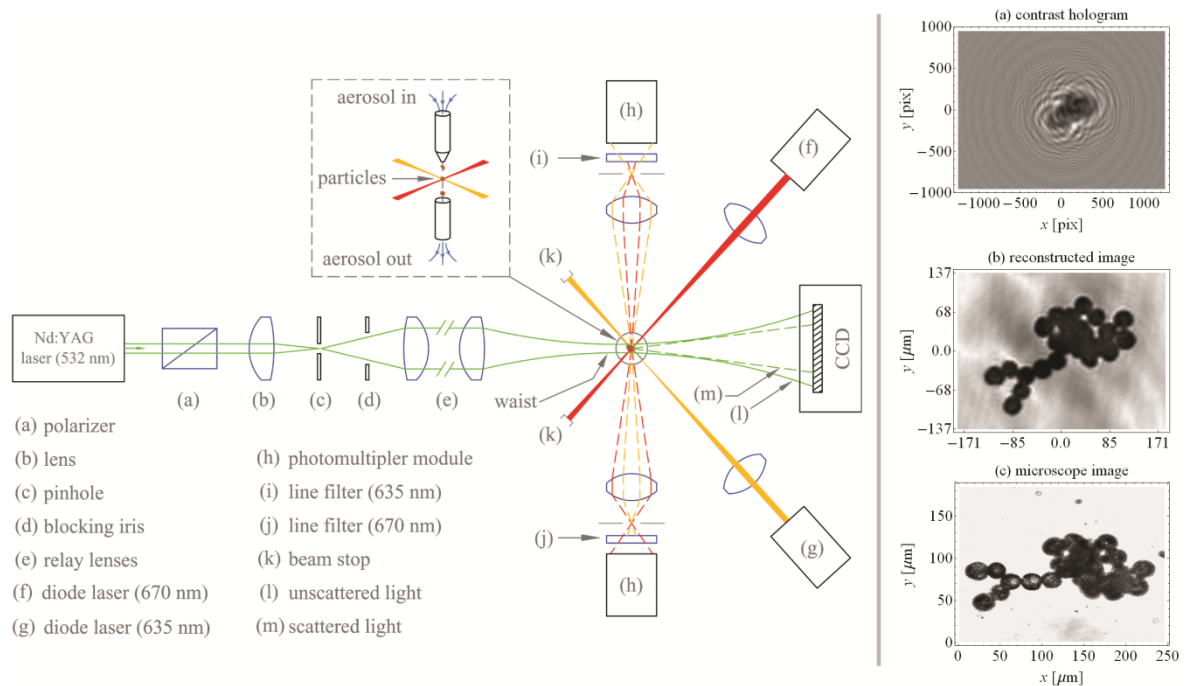 aerosol in
particles
aerosol out
Nd:YAG
laser (532 nm)
(a)
(b)
(c)
(d)
(e)
waist
(k)
(k)
(h)
(i)
(f)
CCD
(m)
(l)
(g)
(j)
(h)
(a) polarizer
(b) lens
(c) pinhole
(d) blocking iris
(e) relay lenses
(f) diode laser (670 nm)
(g) diode laser (635 nm)
(h) photomultipler module
(i) line filter (635 nm)
(j) line filter (670 nm)
(k) beam stop
(l) unscattered light
(m) scattered light
(a) contrast hologram
1000
500
0
−500
−1000
y [pix]
−1000 −500 0 500 1000
x [pix]
(b) reconstructed image
137
68
0.0
−68
−137
y [μm]
−171 −85 0.0 85 171
(c) microscope image
150
100
50
0
y [μm]
0 50 100 150 200 250
x [μm]